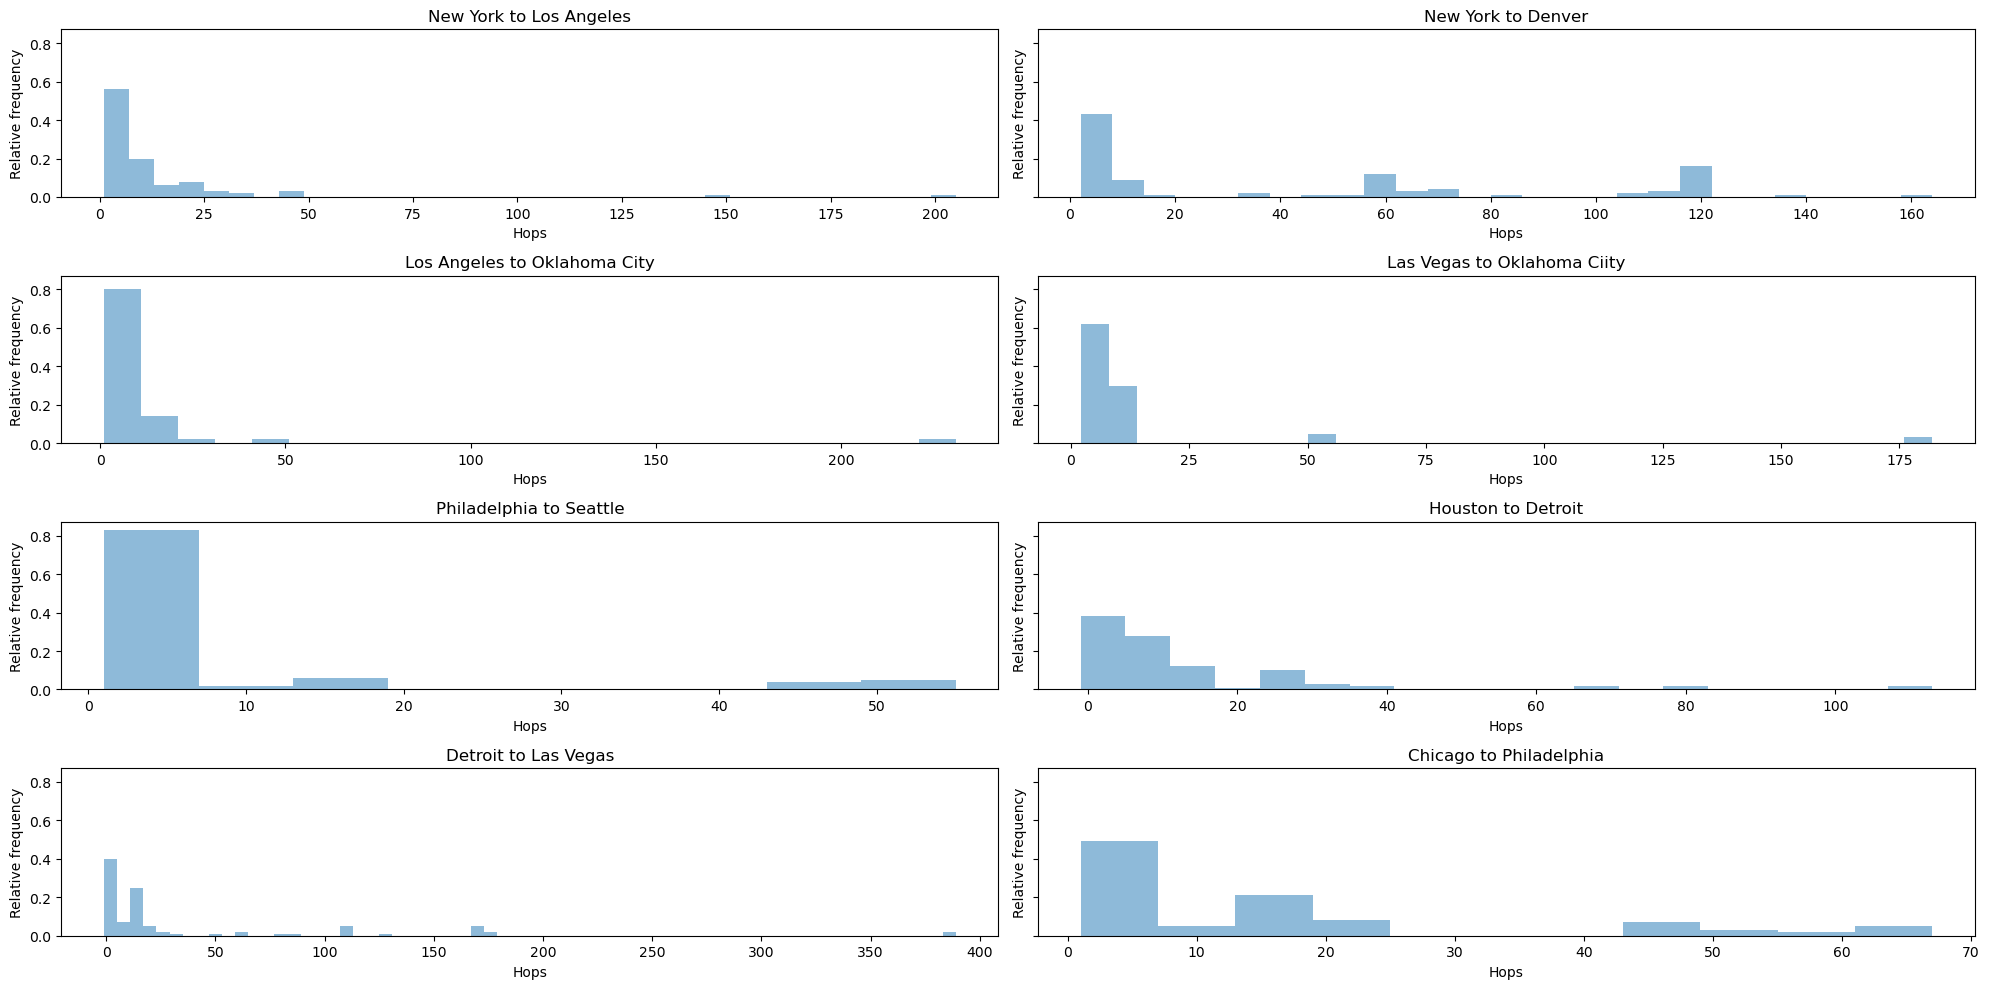 New York to Los Angeles
Relative frequency
0.8
0.6
0.4
0.2
0.0
0 25 50 75 100 125 150 175 200
Hops
New York to Denver
Relative frequency
0 20 40 60 80 100 120 140 160
Hops
Los Angeles to Oklahoma City
Relative frequency
0.8
0.6
0.4
0.2
0.0
0 50 100 150 200
Hops
Las Vegas to Oklahoma Ciity
Relative frequency
0 25 50 75 100 125 150 175
Hops
Philadelphia to Seattle
Relative frequency
0.8
0.6
0.4
0.2
0.0
0 10 20 30 40 50
Hops
Houston to Detroit
Relative frequency
0 20 40 60 80 100
Hops
Detroit to Las Vegas
Relative frequency
0.8
0.6
0.4
0.2
0.0
0 50 100 150 200 250 300 350 400
Hops
Chicago to Philadelphia
Relative frequency
0 10 20 30 40 50 60 70
Hops